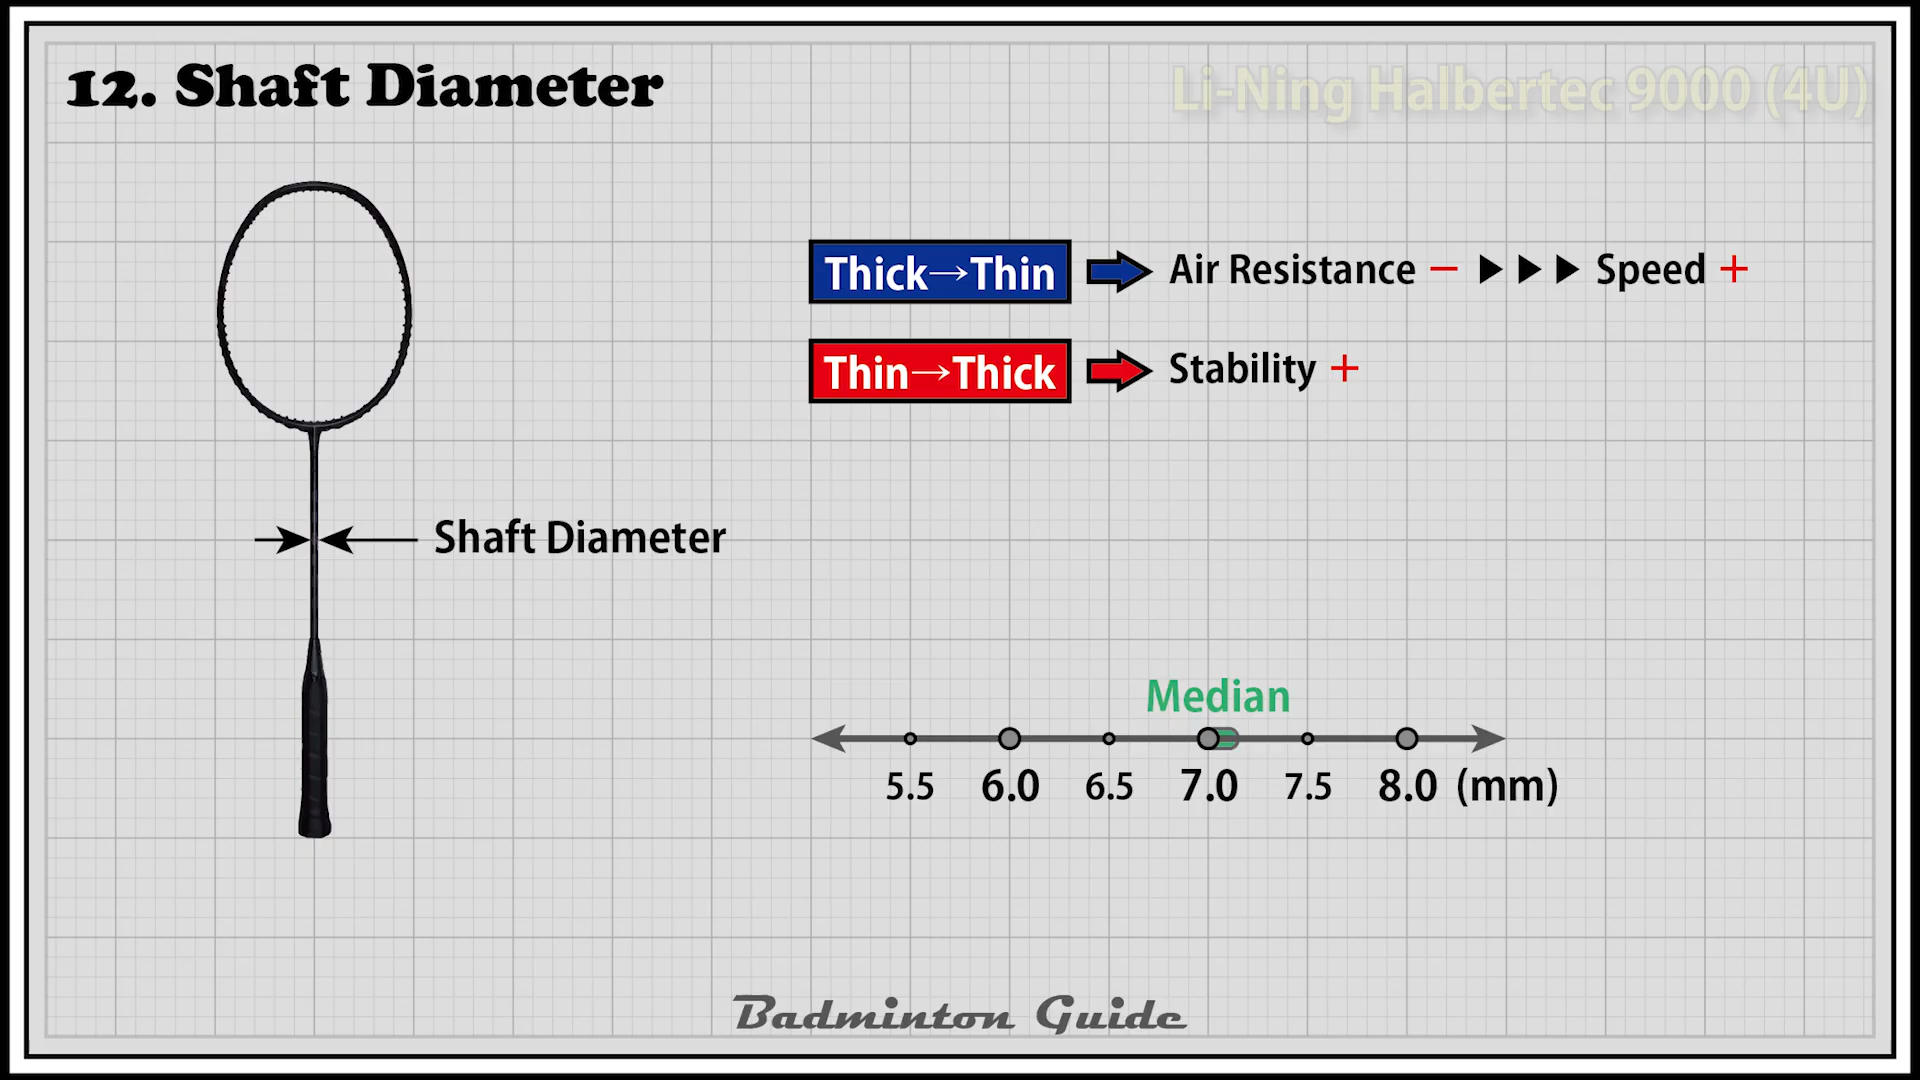 12. Shaft Diameter
Li-Ning Halbertec 9000 (4U)
Thick→Thin Air Resistance − ▶ ▶ ▶ Speed +
Thin→Thick Stability +
Shaft Diameter
Median
5.5 6.0 6.5 7.0 7.5 8.0 (mm)
Badminton Guide